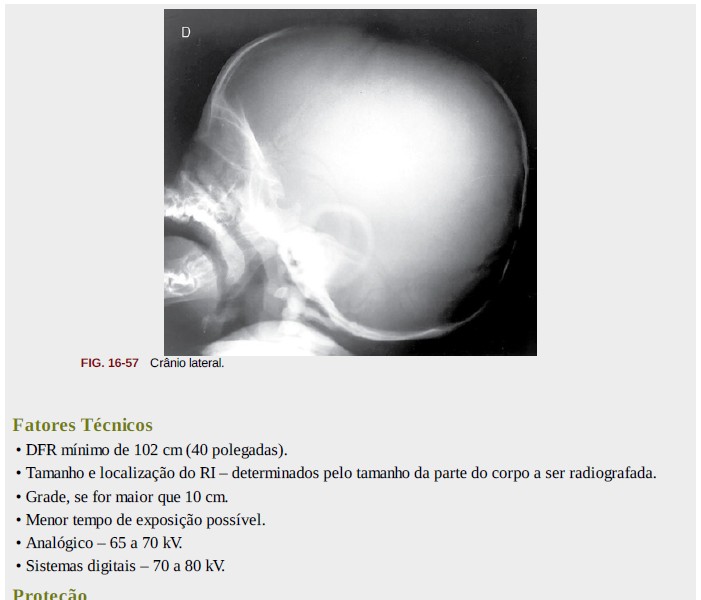 D
FIG. 16-57 Crânio lateral.
Fatores Técnicos
• DFR mínimo de 102 cm (40 polegadas).
• Tamanho e localização do RI – determinados pelo tamanho da parte do corpo a ser radiografada.
• Grade, se for maior que 10 cm.
• Menor tempo de exposição possível.
• Analógico – 65 a 70 kV.
• Sistemas digitais – 70 a 80 kV.
Proteção